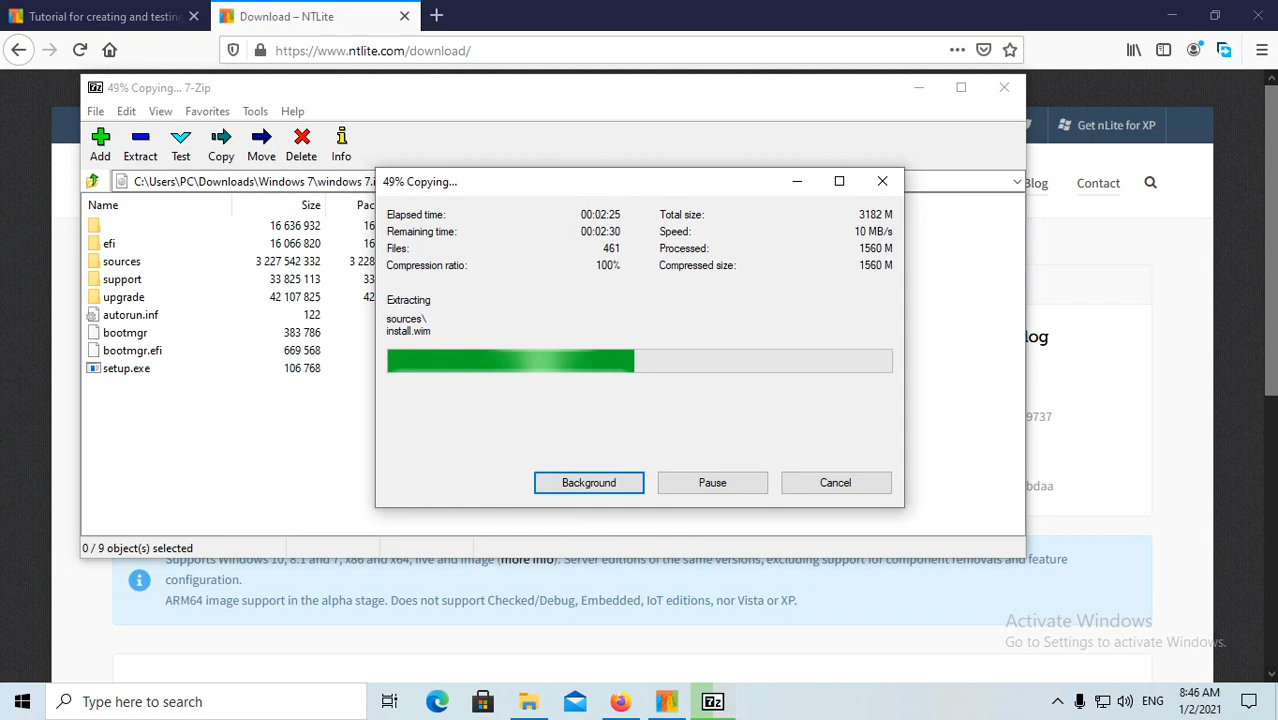 Tutorial for creating and testing
Download – NTLite
https://www.ntlite.com/download/
49% Copying... 7-Zip
File Edit View Favorites Tools Help
Get nLite for XP
Add Extract Test Copy Move Delete Info
C:\Users\PC\Downloads\Windows 7\windows 7.i
Blog Contact
Name Size Pac
16 636 932 16
efi 16 066 820 16
sources 3 227 542 332 3 228
support 33 825 113 33
upgrade 42 107 825 42
autorun.inf 122
bootmgr 383 786
bootmgr.efi 669 568
setup.exe 106 768
49% Copying...
Elapsed time: 00:02:25 Total size: 3182 M
Remaining time: 00:02:30 Speed: 10 MB/s
Files: 461 Processed: 1560 M
Compression ratio: 100% Compressed size: 1560 M
Extracting
sources\
install.wim
Background Pause Cancel
log
9737
bdaa
0 / 9 object(s) selected
Supports Windows 10, 8.1 and 7, x86 and x64, live and image (more info). Server editions of the same versions, excluding support for component removals and feature
configuration.
ARM64 image support in the alpha stage. Does not support Checked/Debug, Embedded, IoT editions, nor Vista or XP.
Activate Windows
Go to Settings to activate Windows.
Type here to search
ENG
8:46 AM
1/2/2021